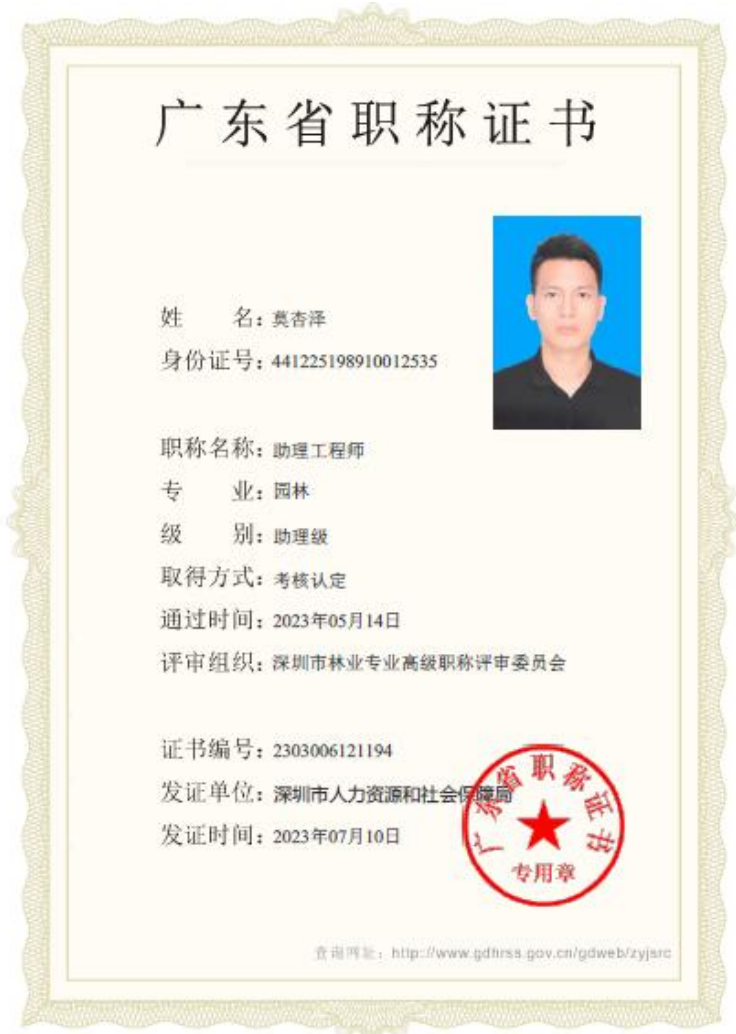 广东省职称证书
姓 名：莫杏泽
身份证号：441225198910012535
职称名称：助理工程师
专 业：园林
级 别：助理级
取得方式：考核认定
通过时间：2023年05月14日
评审组织：深圳市林业专业高级职称评审委员会
证书编号：2303006121194
发证单位：深圳市人力资源和社会保障局
发证时间：2023年07月10日
广东省职称证书
专用章
查询网址：http://www.gdhrss.gov.cn/gdweb/zyjsrc